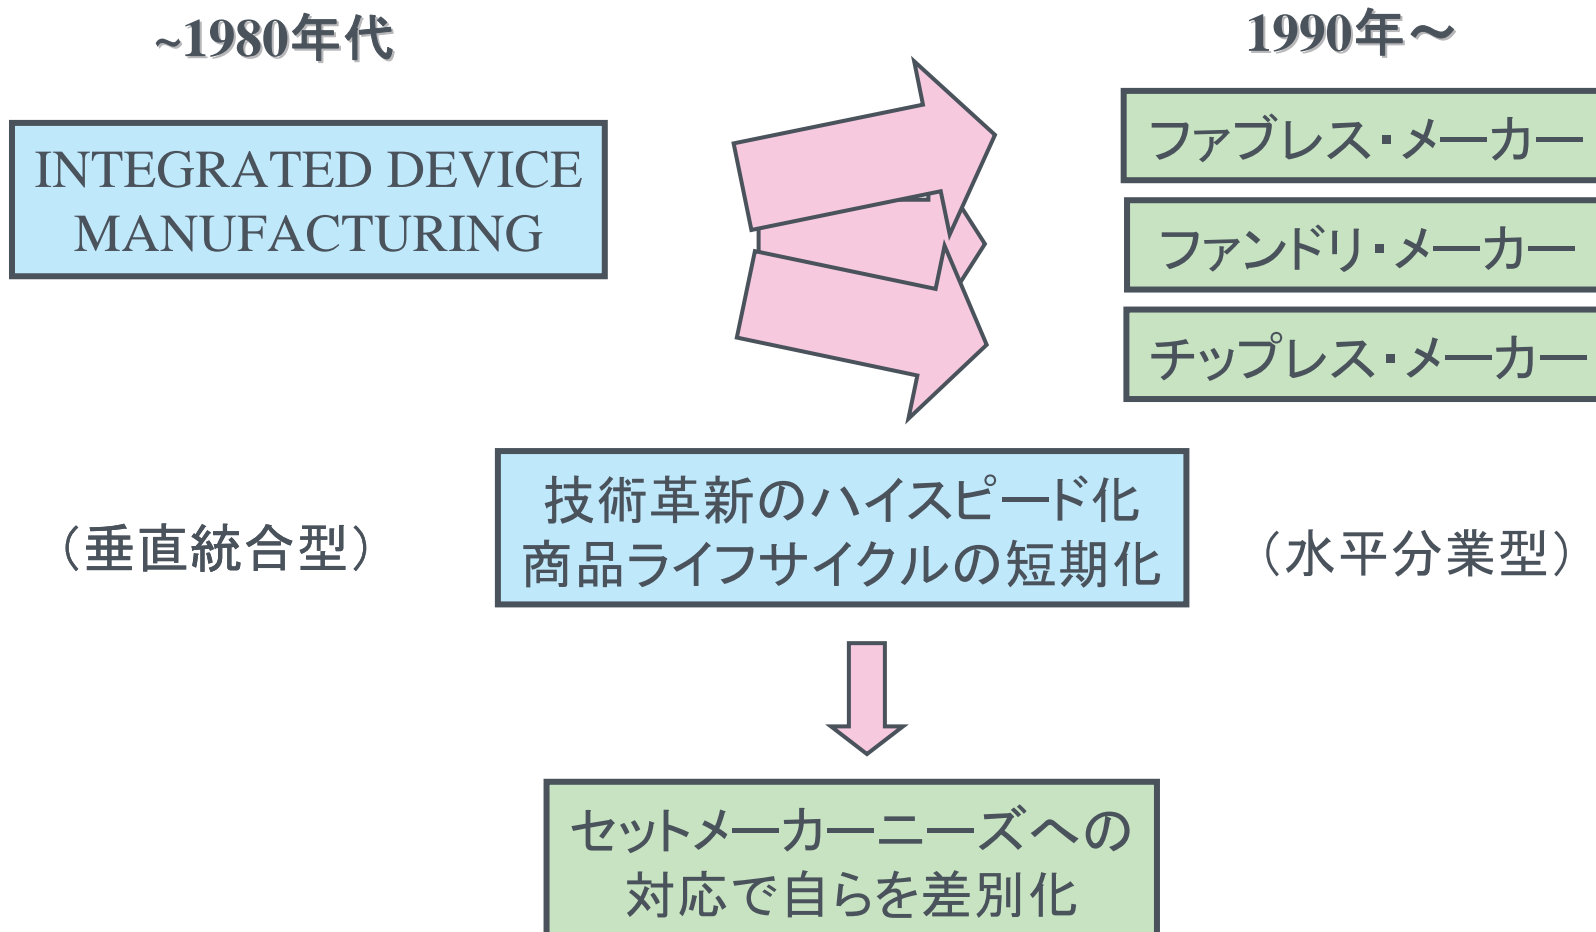 ~1980年代
1990年～
INTEGRATED DEVICE
MANUFACTURING
ファブレス・メーカー
ファンドリ・メーカー
チップレス・メーカー
技術革新のハイスピード化
商品ライフサイクルの短期化
（垂直統合型）
（水平分業型）
セットメーカーニーズへの
対応で自らを差別化